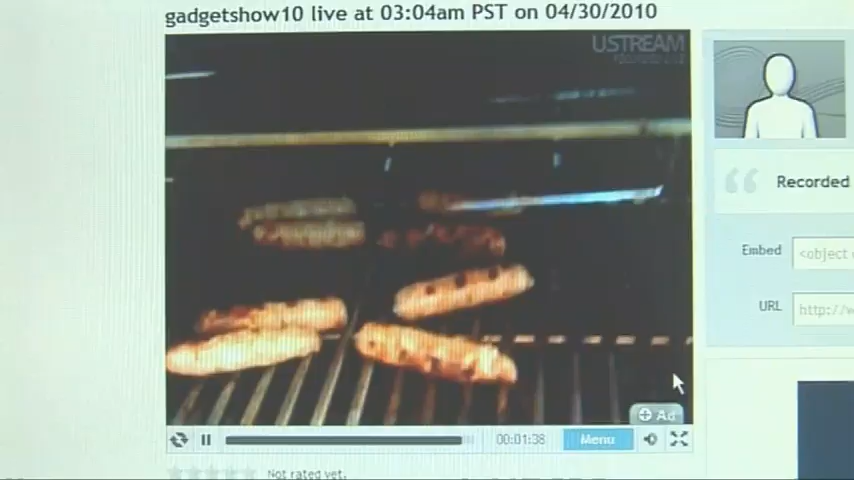 gadgetshow10 live at 03:04am PST on 04/30/2010
USTREAM
Recorded
Embed
<object
URL
http://w
Ad
00:01:38
Menu
Not rated yet.